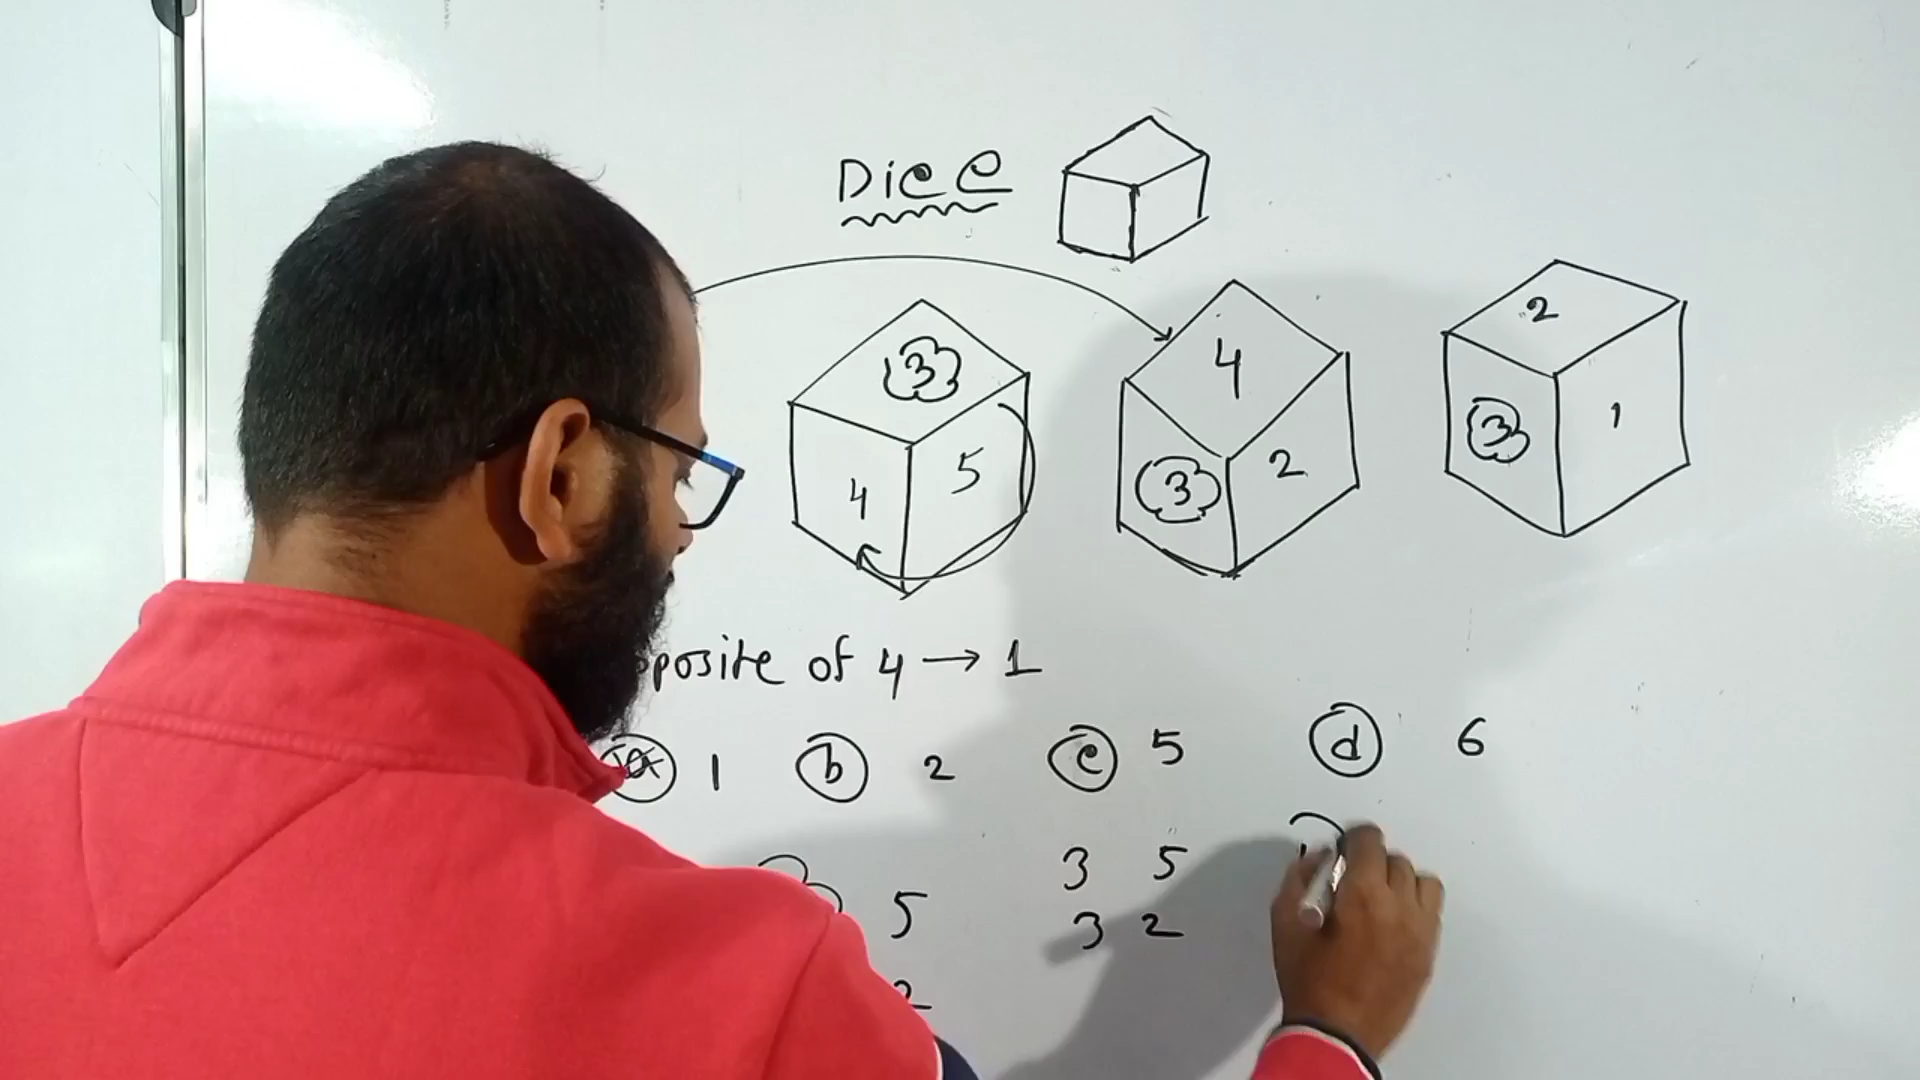 Dice
3 4 2
4 5 3 2 3 1
pposite of 4 → 1
a 1 b 2 c 5 d 6
3 5
5
3 2
2